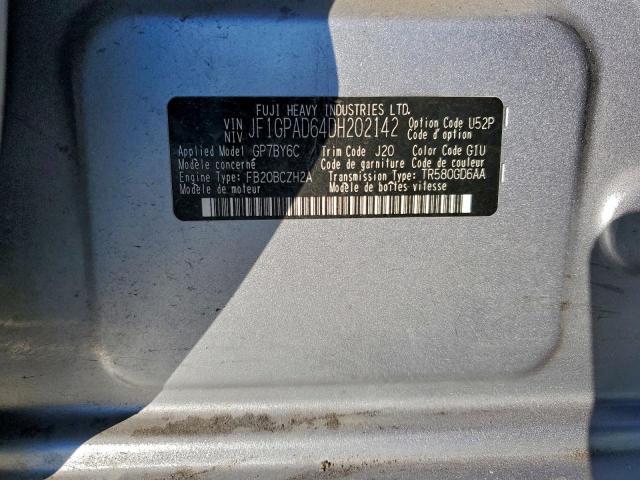 FUJI HEAVY INDUSTRIES LTD.
VIN NIV JF1GPAD64DH202142 Option Code U52P
Code d'option
Applied Model GP7BY6C Trim Code J20 Color Code G1U
Modèle concerné Code de garniture Code de couleur
Engine Type: FB20BCZH2A Transmission Type: TR580GD6AA
Modèle de moteur Modèle de boîtes vitesse